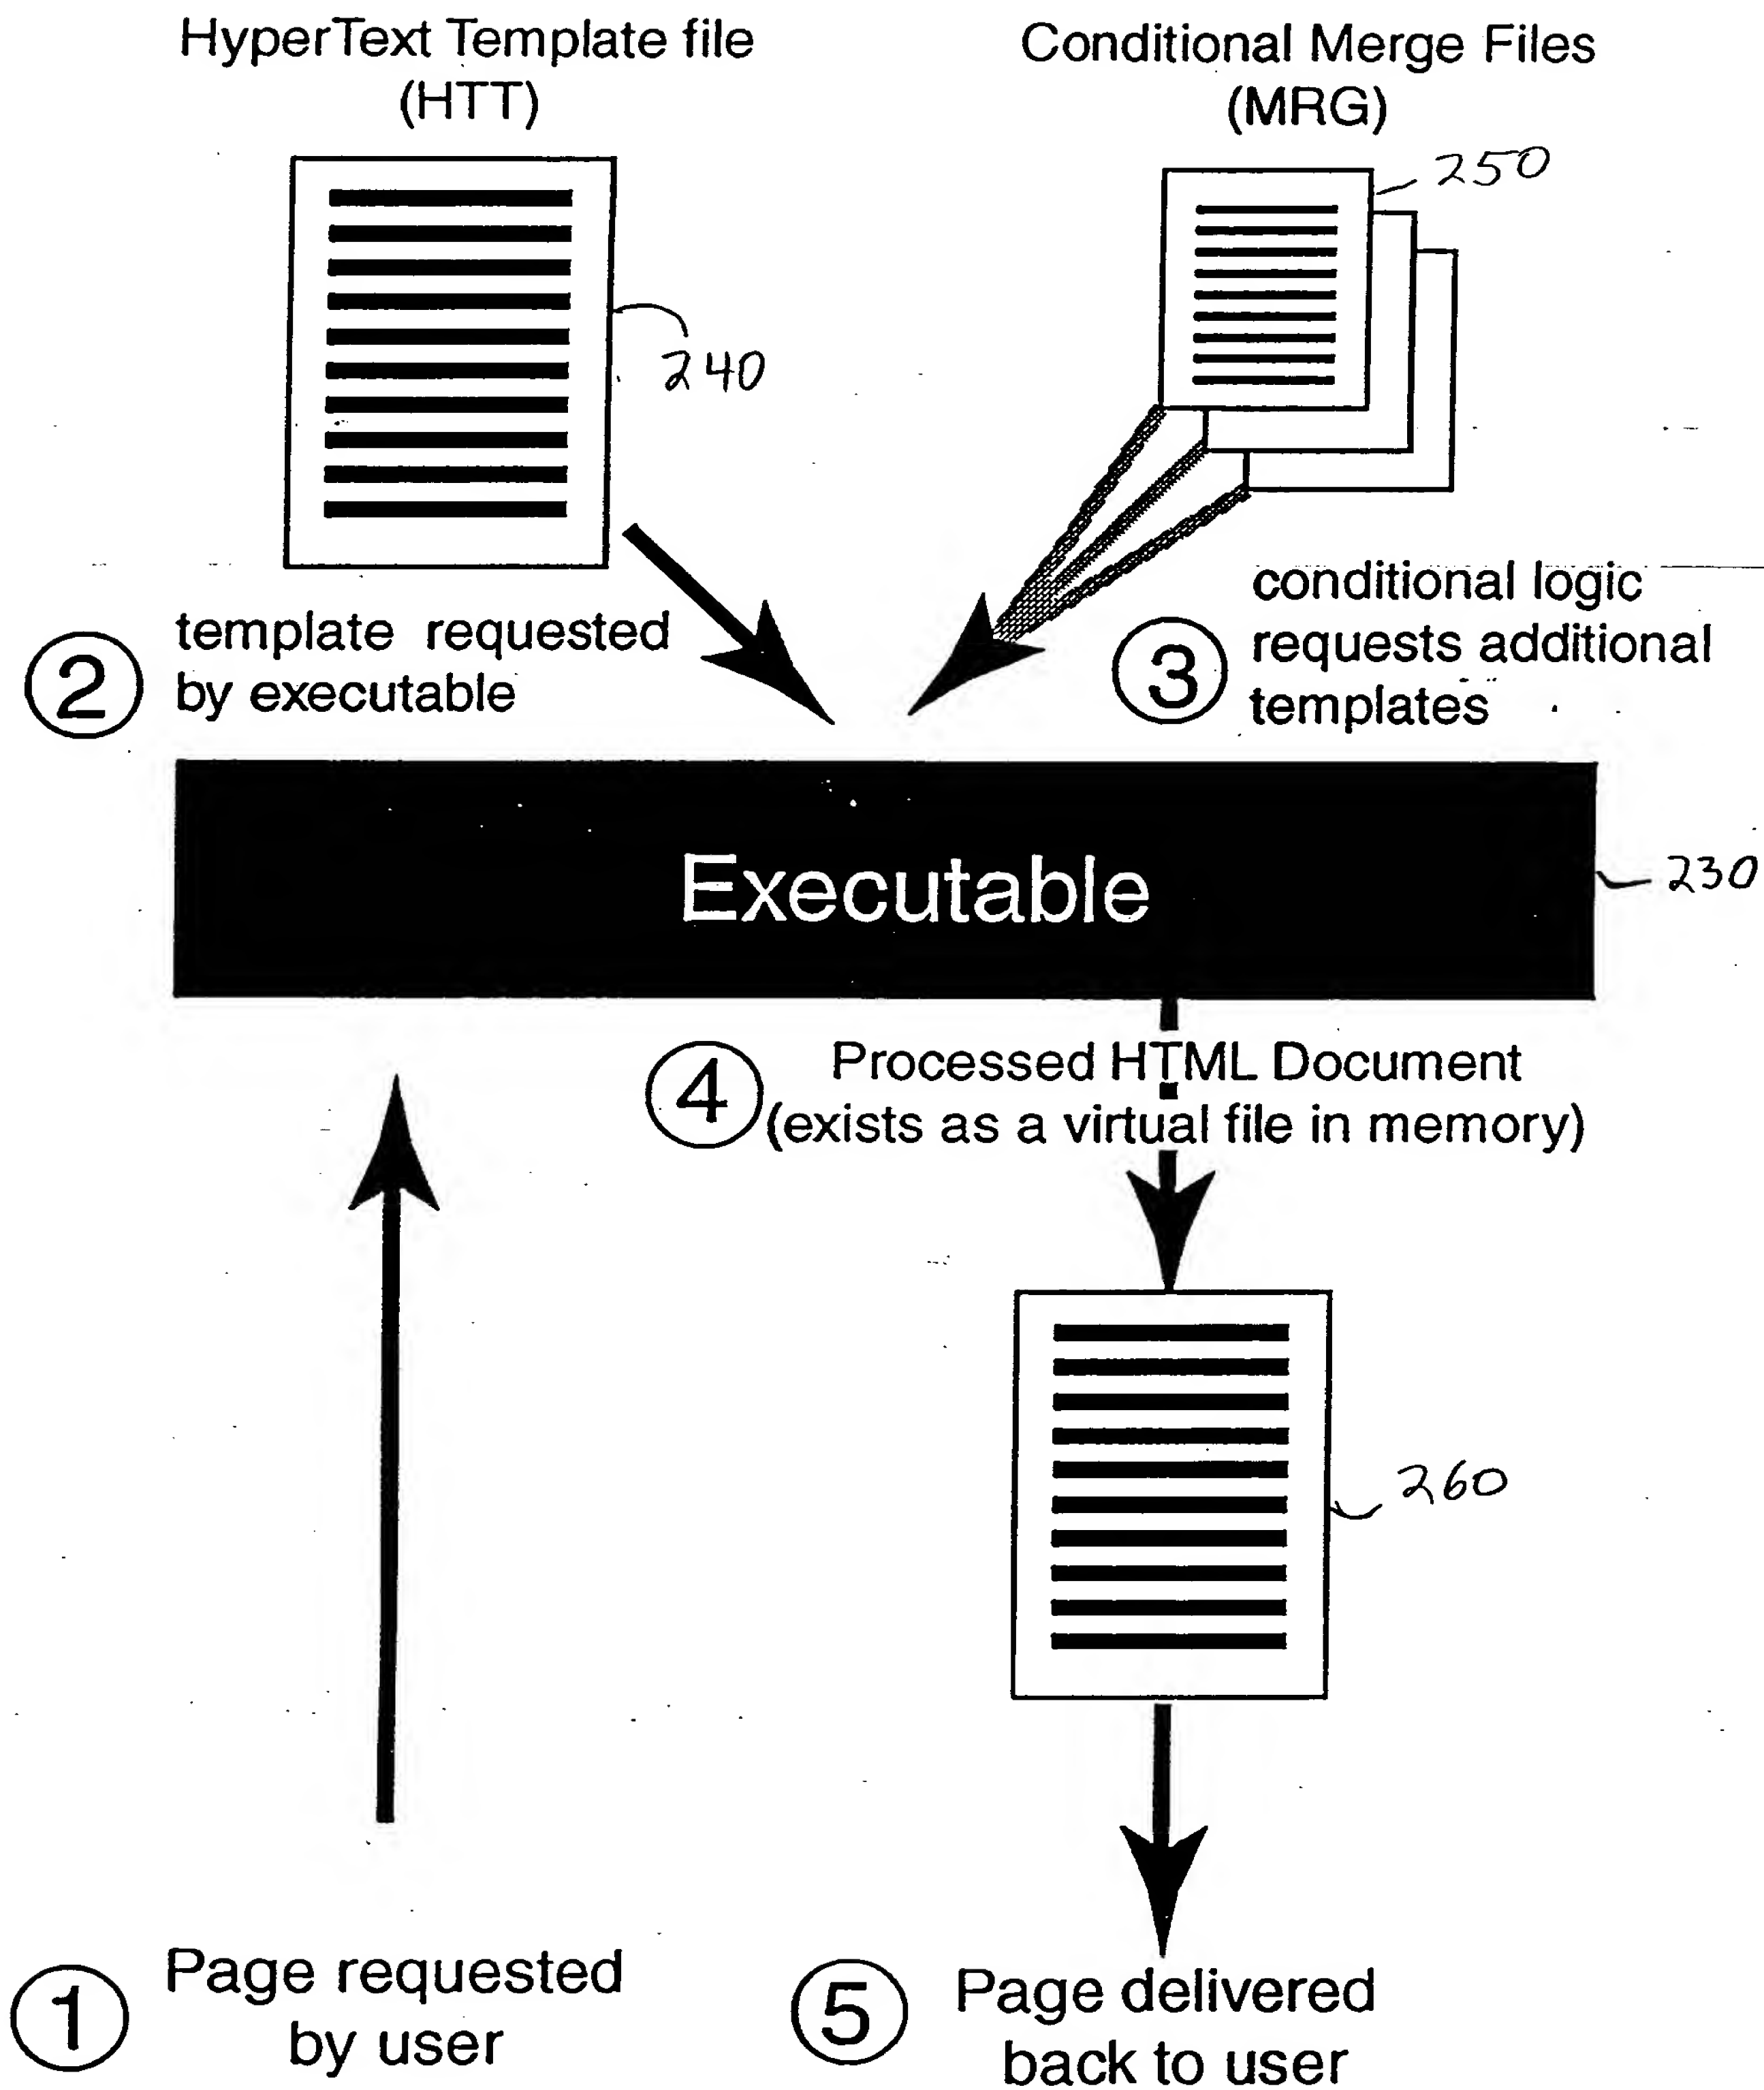 HyperText Template file
(HTT)
Conditional Merge Files
(MRG)
250
240
2
template requested
by executable
3
conditional logic
requests additional
templates
Executable
230
4
Processed HTML Document
(exists as a virtual file in memory)
260
1
Page requested
by user
5
Page delivered
back to user